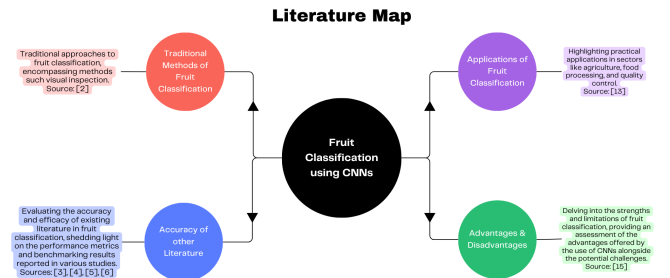 Literature Map
Traditional approaches to
fruit classification,
encompassing methods
such visual inspection.
Source: [2]
Traditional
Methods of
Fruit
Classification
Applications of
Fruit
Classification
Highlighting practical
applications in sectors
like agriculture, food
processing, and quality
control.
Source: [13]
Fruit
Classification
using CNNs
Evaluating the accuracy
and efficacy of existing
literature in fruit
classification, shedding light
on the performance metrics
and benchmarking results
reported in various studies.
Sources: [3], [4], [5], [6]
Accuracy of
other
Literature
Advantages &
Disadvantages
Delving into the strengths
and limitations of fruit
classification, providing an
assessment of the
advantages offered by
the use of CNNs alongside
the potential challenges.
Source: [15]